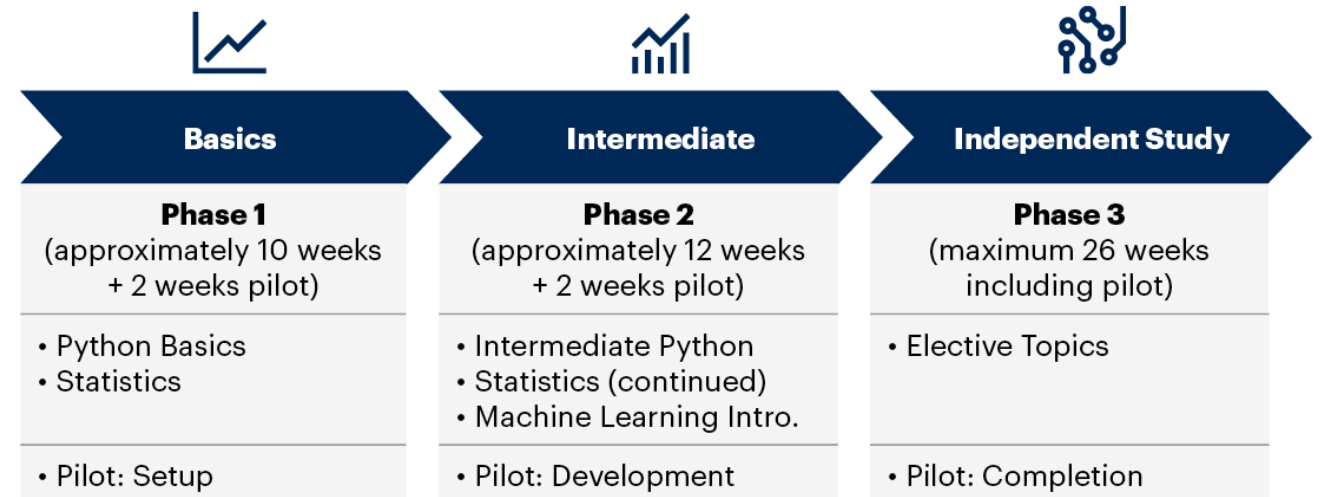 Basics
Phase 1
(approximately 10 weeks
+ 2 weeks pilot)
• Python Basics
• Statistics
• Pilot: Setup
Intermediate
Phase 2
(approximately 12 weeks
+ 2 weeks pilot)
• Intermediate Python
• Statistics (continued)
• Machine Learning Intro.
• Pilot: Development
Independent Study
Phase 3
(maximum 26 weeks
including pilot)
• Elective Topics
• Pilot: Completion